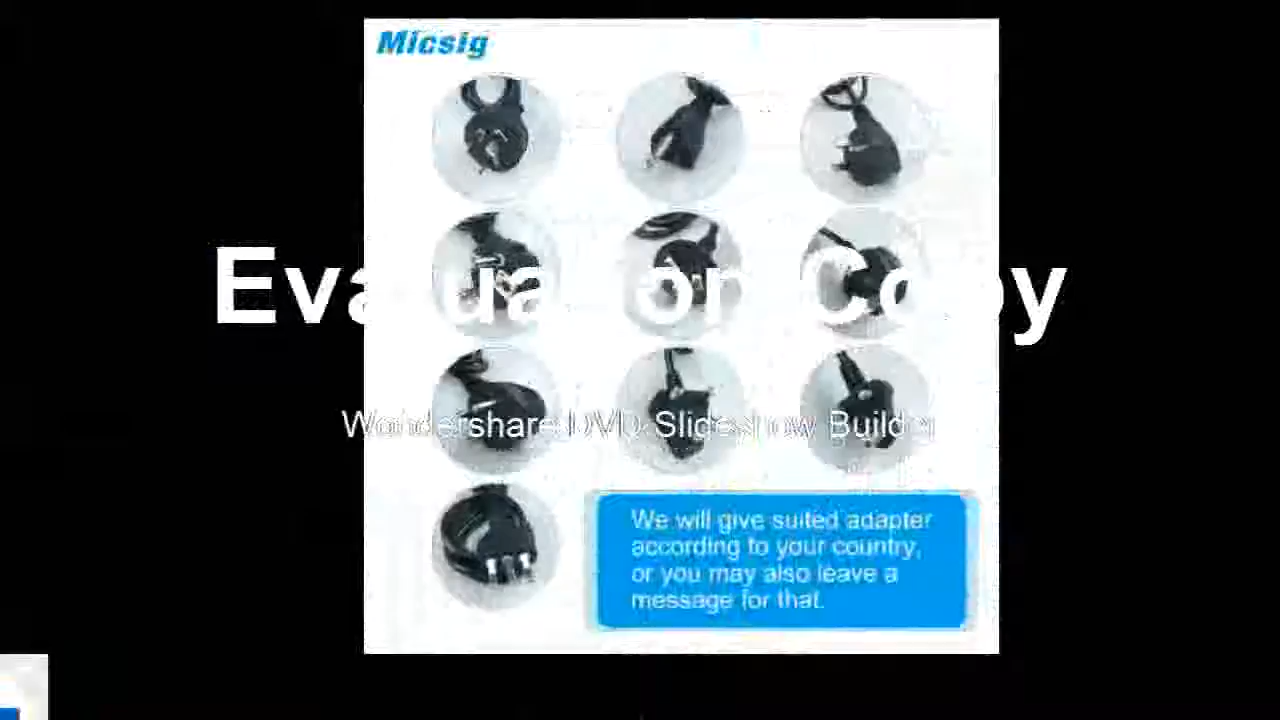 Micsig
Evaluation Copy
Wondershare DVD Slideshow Builder
We will give suited adapter
according to your country,
or you may also leave a
message for that.